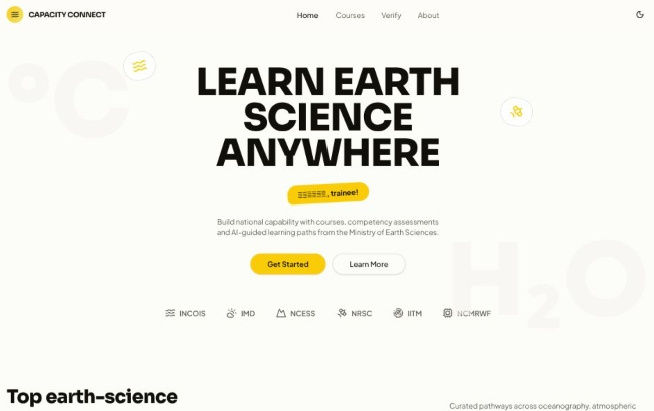 CAPACITY CONNECT
Home Courses Verify About
°C
LEARN EARTH
SCIENCE
ANYWHERE
, trainee!
Build national capability with courses, competency assessments
and AI-guided learning paths from the Ministry of Earth Sciences.
Get Started Learn More
H₂O
INCOIS IMD NCESS NRSC IITM NCMRWF
Top earth-science
Curated pathways across oceanography, atmospheric